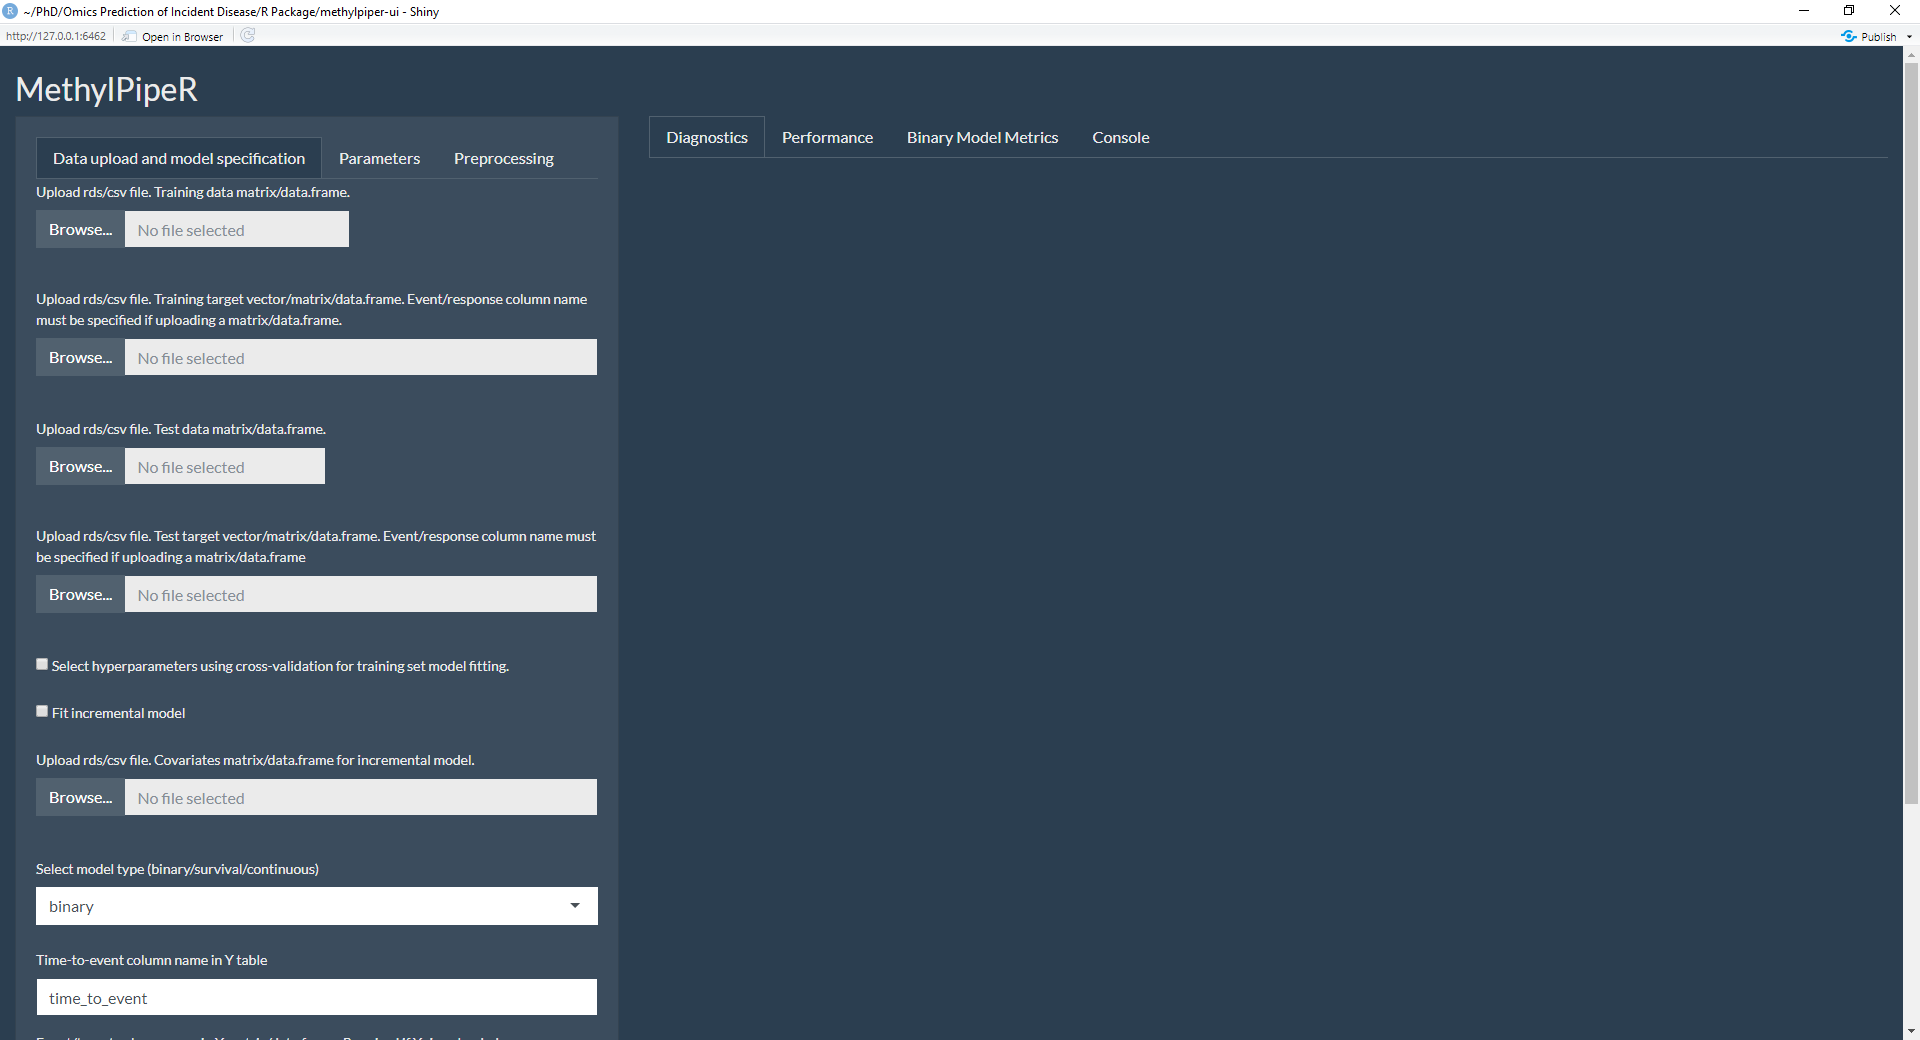 ~/PhD/Omics Prediction of Incident Disease/R Package/methylpiper-ui - Shiny
http://127.0.0.1:6462
Open in Browser
Publish
MethylPipeR
Data upload and model specification
Parameters
Preprocessing
Upload rds/csv file. Training data matrix/data.frame.
Browse...
No file selected
Upload rds/csv file. Training target vector/matrix/data.frame. Event/response column name
must be specified if uploading a matrix/data.frame.
Browse...
No file selected
Upload rds/csv file. Test data matrix/data.frame.
Browse...
No file selected
Upload rds/csv file. Test target vector/matrix/data.frame. Event/response column name must
be specified if uploading a matrix/data.frame
Browse...
No file selected
Select hyperparameters using cross-validation for training set model fitting.
Fit incremental model
Upload rds/csv file. Covariates matrix/data.frame for incremental model.
Browse...
No file selected
Select model type (binary/survival/continuous)
binary
Time-to-event column name in Y table
time_to_event
Diagnostics
Performance
Binary Model Metrics
Console